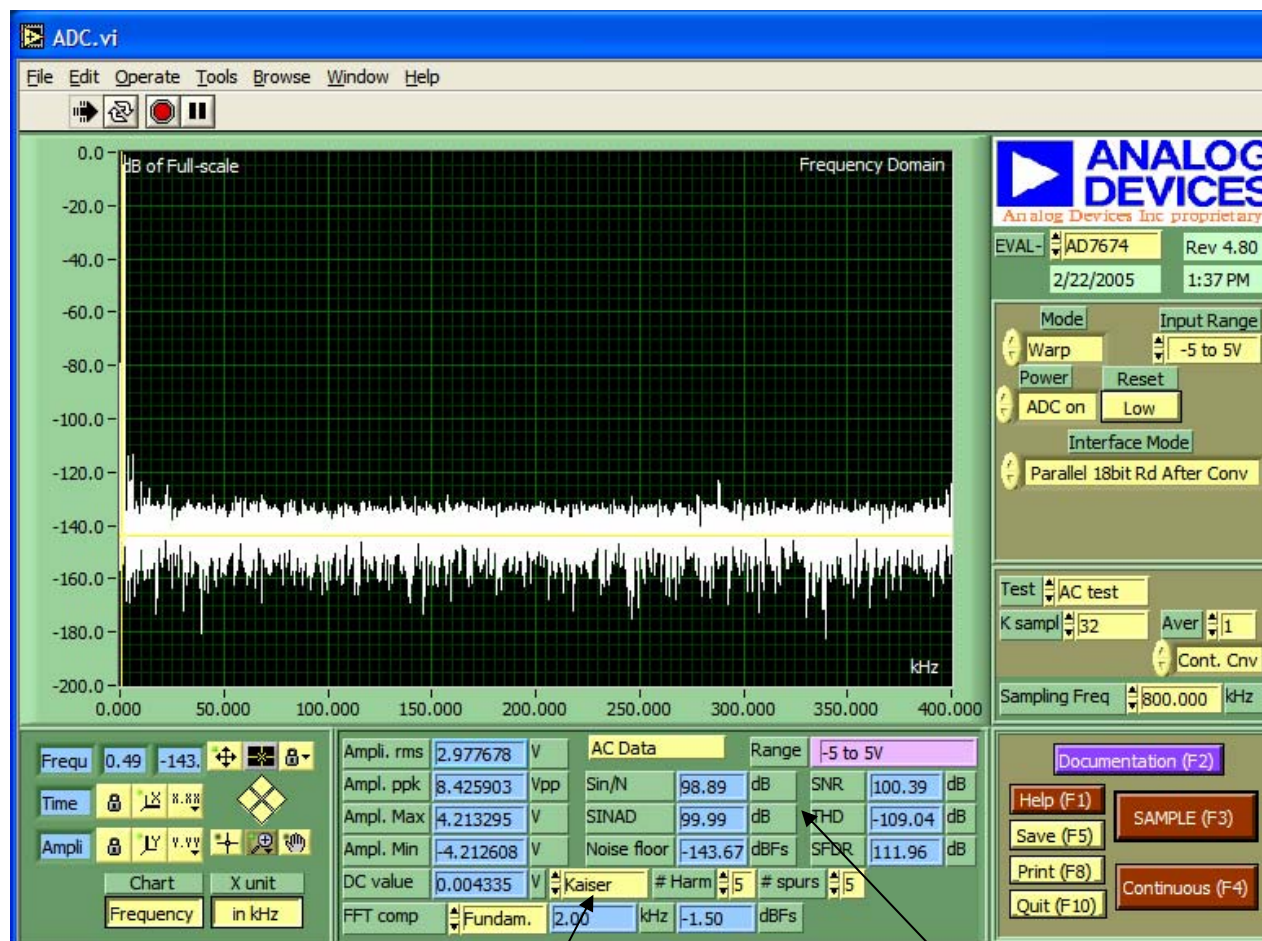 ADC.vi
File Edit Operate Tools Browse Window Help
dB of Full-scale
Frequency Domain
0.0
-20.0
-40.0
-60.0
-80.0
-100.0
-120.0
-140.0
-160.0
-180.0
-200.0
kHz
0.000 50.000 100.000 150.000 200.000 250.000 300.000 350.000 400.000
ANALOG
DEVICES
Analog Devices Inc proprietary
EVAL- AD7674 Rev 4.80
2/22/2005 1:37 PM
Mode Input Range
Warp -5 to 5V
Power Reset
ADC on Low
Interface Mode
Parallel 18bit Rd After Conv
Test AC test
K sampl 32 Aver 1
Cont. Cnv
Sampling Freq 800.000 kHz
Frequ 0.49 -143.
Time X X.XX
Ampli Y Y.YY
Chart X unit
Frequency in kHz
Ampli. rms 2.977678 V AC Data Range -5 to 5V
Ampl. ppk 8.425903 Vpp Sin/N 98.89 dB SNR 100.39 dB
Ampl. Max 4.213295 V SINAD 99.99 dB THD -109.04 dB
Ampl. Min -4.212608 V Noise floor -143.67 dBFs SFDR 111.96 dB
DC value 0.004335 V Kaiser # Harm 5 # spurs 5
FFT comp Fundam. 2.00 kHz -1.50 dBFs
Documentation (F2)
Help (F1)
SAMPLE (F3)
Save (F5)
Print (F8)
Continuous (F4)
Quit (F10)